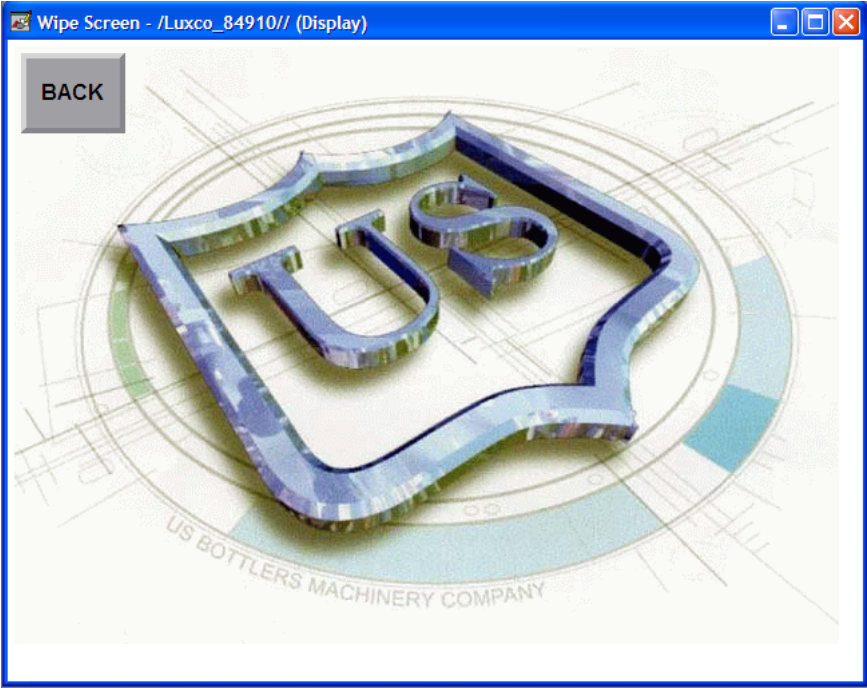 Wipe Screen - /Luxco_84910// (Display)
BACK
US
US BOTTLERS MACHINERY COMPANY